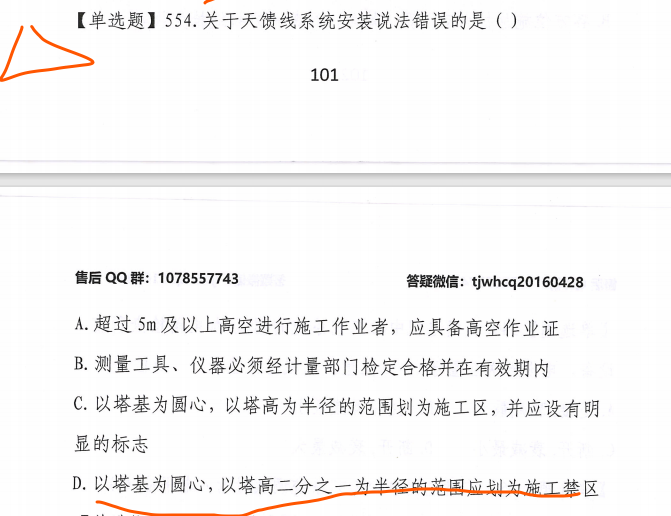 【单选题】554.关于天馈线系统安装说法错误的是（）
101
售后 QQ 群：1078557743
答疑微信：tjwhcq20160428
A.超过 5m 及以上高空进行施工作业者，应具备高空作业证
B.测量工具、仪器必须经计量部门检定合格并在有效期内
C.以塔基为圆心，以塔高为半径的范围划为施工区，并应设有明
显的标志
D.以塔基为圆心，以塔高二分之一为半径的范围应划为施工禁区